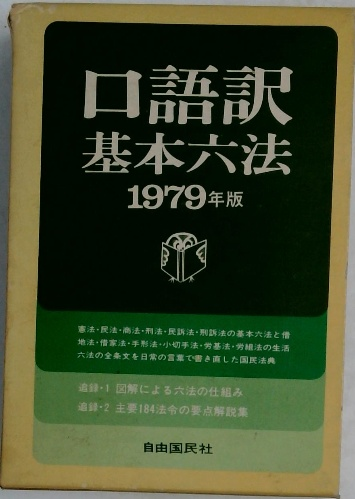 口語訳
基本六法
1979年版
憲法・民法・商法・刑法・民訴法・刑訴法の基本六法と借
地法・借家法・手形法・小切手法・労基法・労組法の生活
六法の全条文を日常の言葉で書き直した国民法典
追録・1 図解による六法の仕組み
追録・2 主要184法令の要点解説集
自由国民社